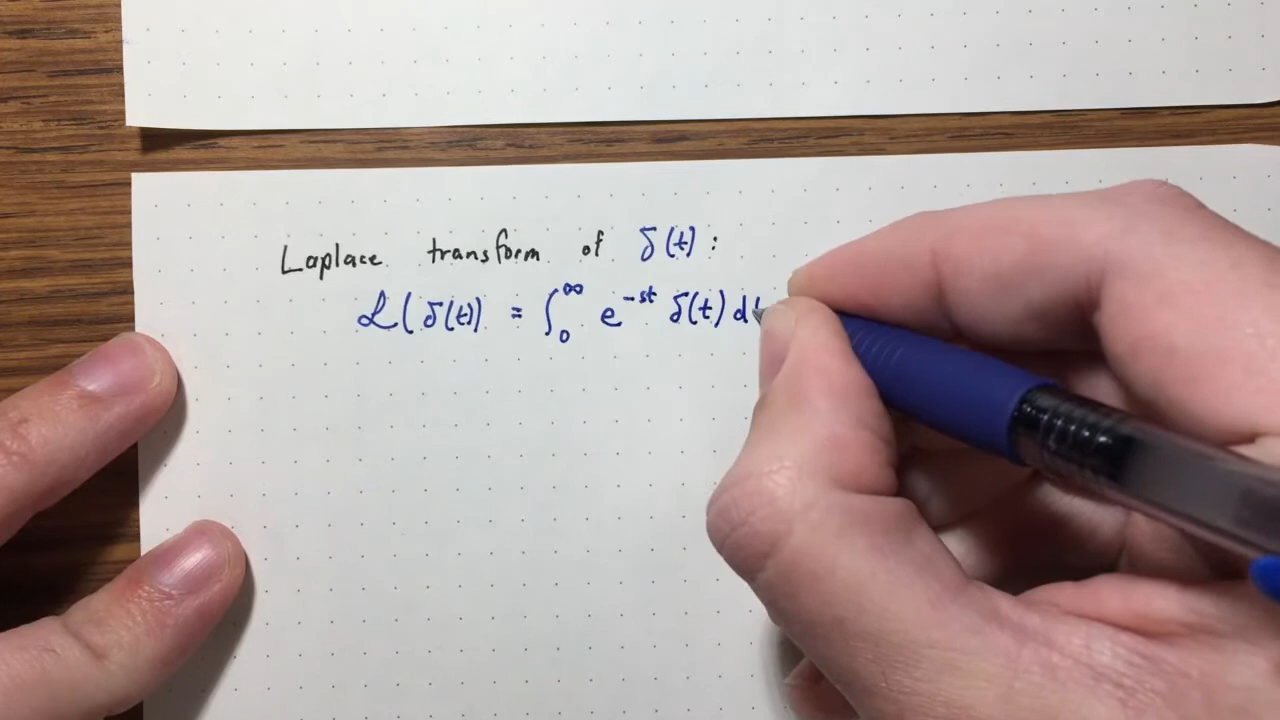 Laplace transform of δ(t):
ℒ(δ(t)) = ∫₀^∞ e^{-st} δ(t) dt